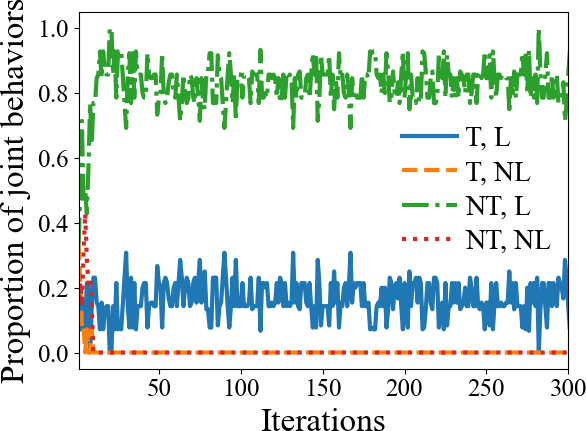 Proportion of joint behaviors
1.0
0.8
0.6
0.4
0.2
0.0
T, L
T, NL
NT, L
NT, NL
50 100 150 200 250 300
Iterations